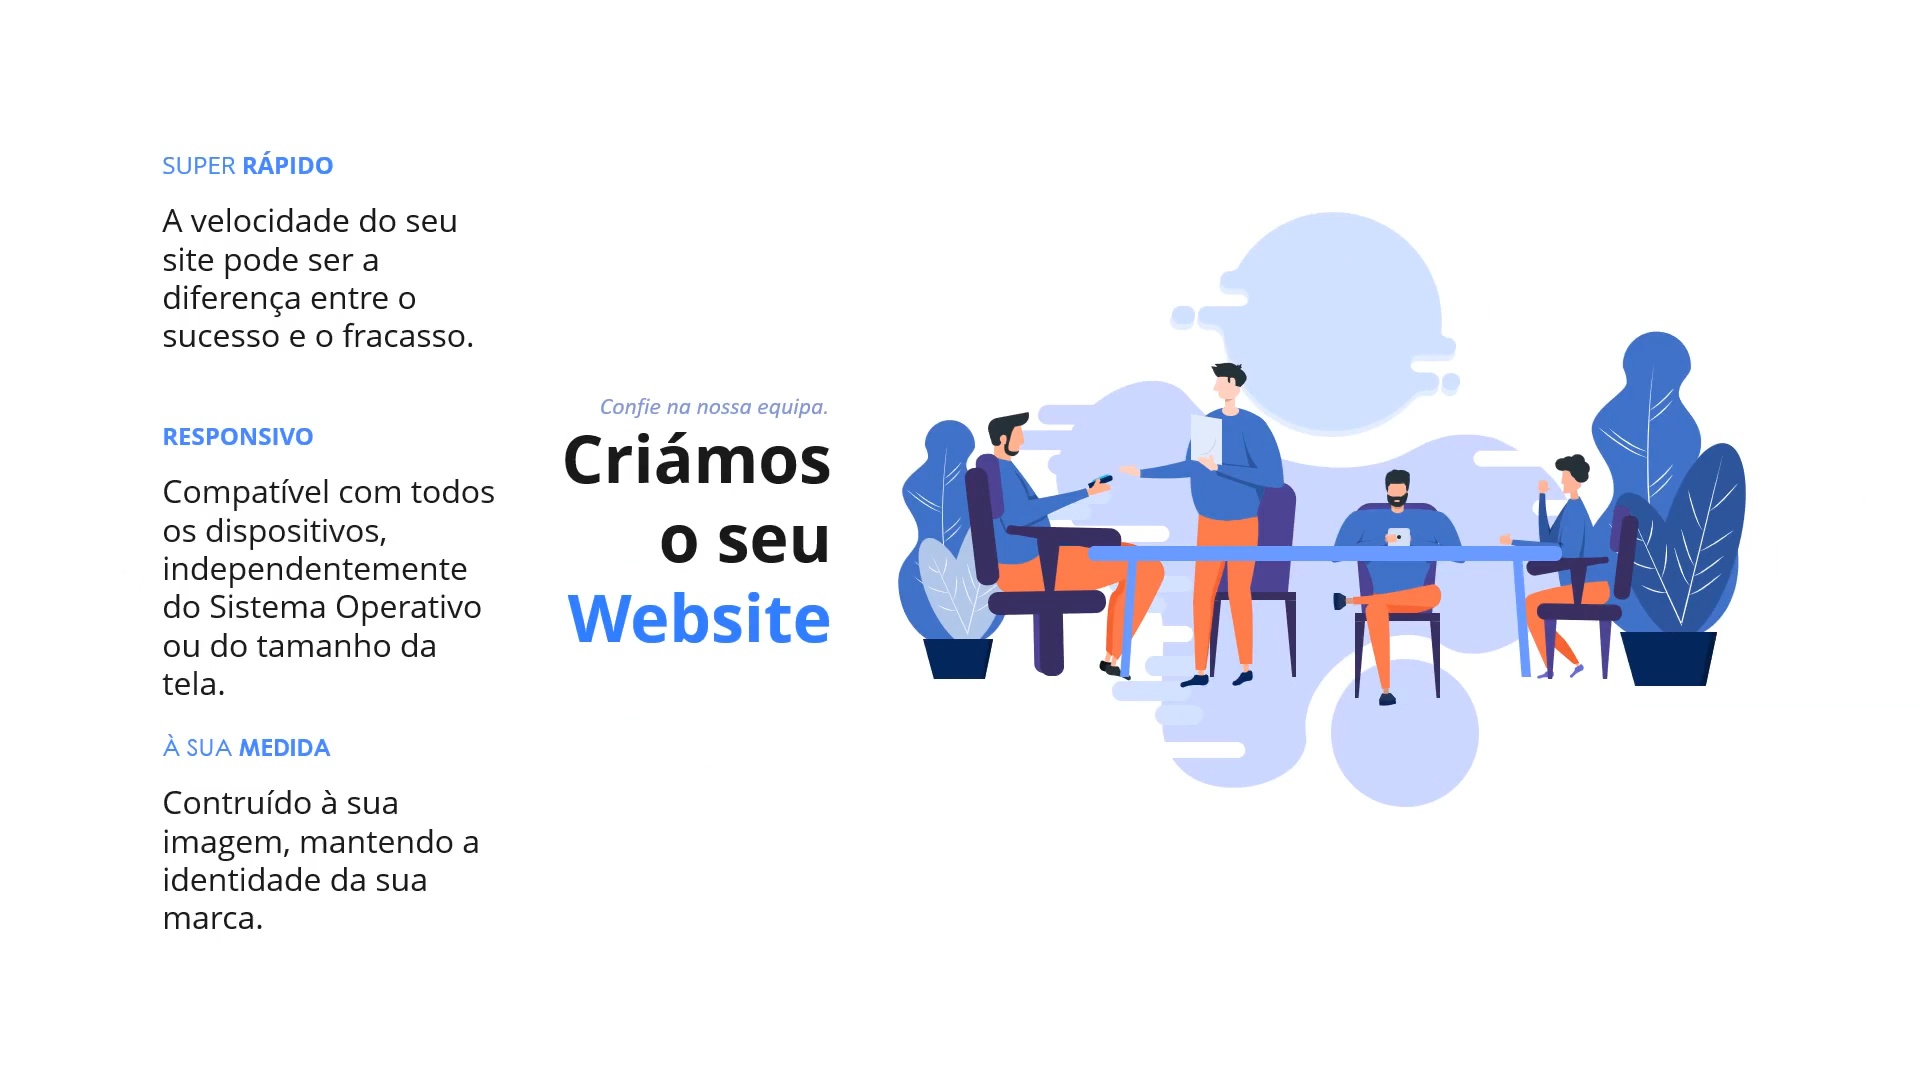 SUPER RÁPIDO
A velocidade do seu
site pode ser a
diferença entre o
sucesso e o fracasso.
RESPONSIVO
Compatível com todos
os dispositivos,
independentemente
do Sistema Operativo
ou do tamanho da
tela.
À SUA MEDIDA
Contruído à sua
imagem, mantendo a
identidade da sua
marca.
Confie na nossa equipa.
Criámos
o seu
Website